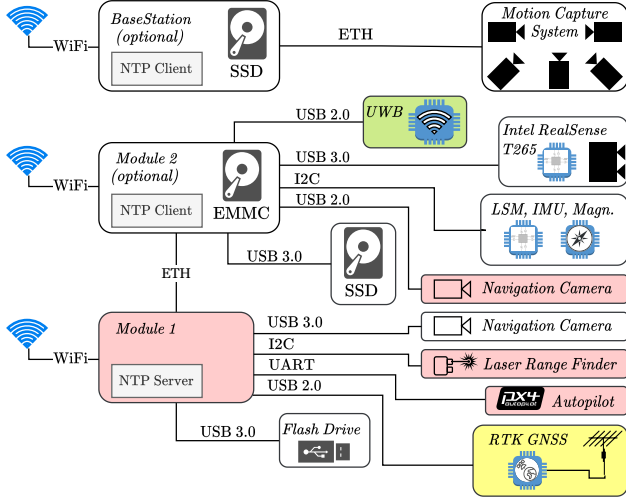 BaseStation
(optional)
NTP Client
SSD
WiFi
ETH
Motion Capture
System
USB 2.0
UWB
Module 2
(optional)
NTP Client
EMMC
WiFi
USB 3.0
I2C
USB 2.0
Intel RealSense
T265
LSM, IMU, Magn.
USB 3.0
SSD
ETH
Navigation Camera
Module 1
NTP Server
WiFi
USB 3.0
I2C
UART
USB 2.0
Navigation Camera
Laser Range Finder
px4
autopilot
Autopilot
USB 3.0
Flash Drive
RTK GNSS